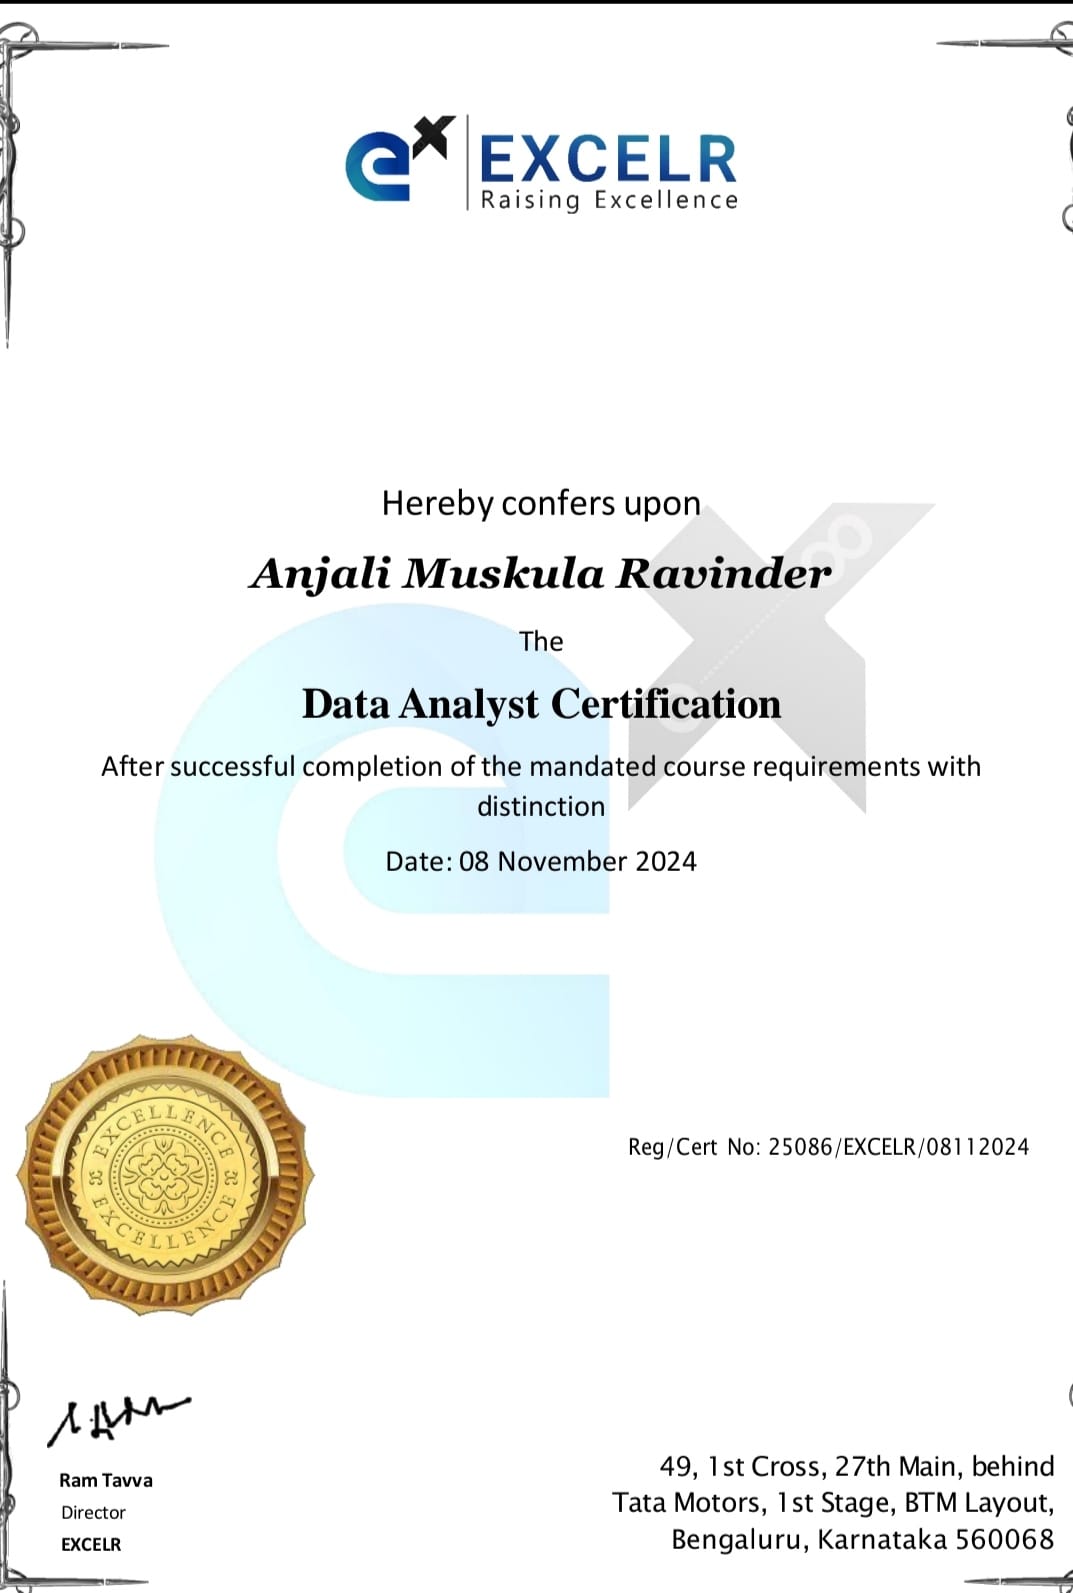 ex EXCELR
Raising Excellence
Hereby confers upon
Anjali Muskula Ravinder
The
Data Analyst Certification
After successful completion of the mandated course requirements with
distinction
Date: 08 November 2024
EXCELLENCE
EXCELLENCE
Reg/Cert No: 25086/EXCELR/08112024
Ram Tavva
Director
EXCELR
49, 1st Cross, 27th Main, behind
Tata Motors, 1st Stage, BTM Layout,
Bengaluru, Karnataka 560068